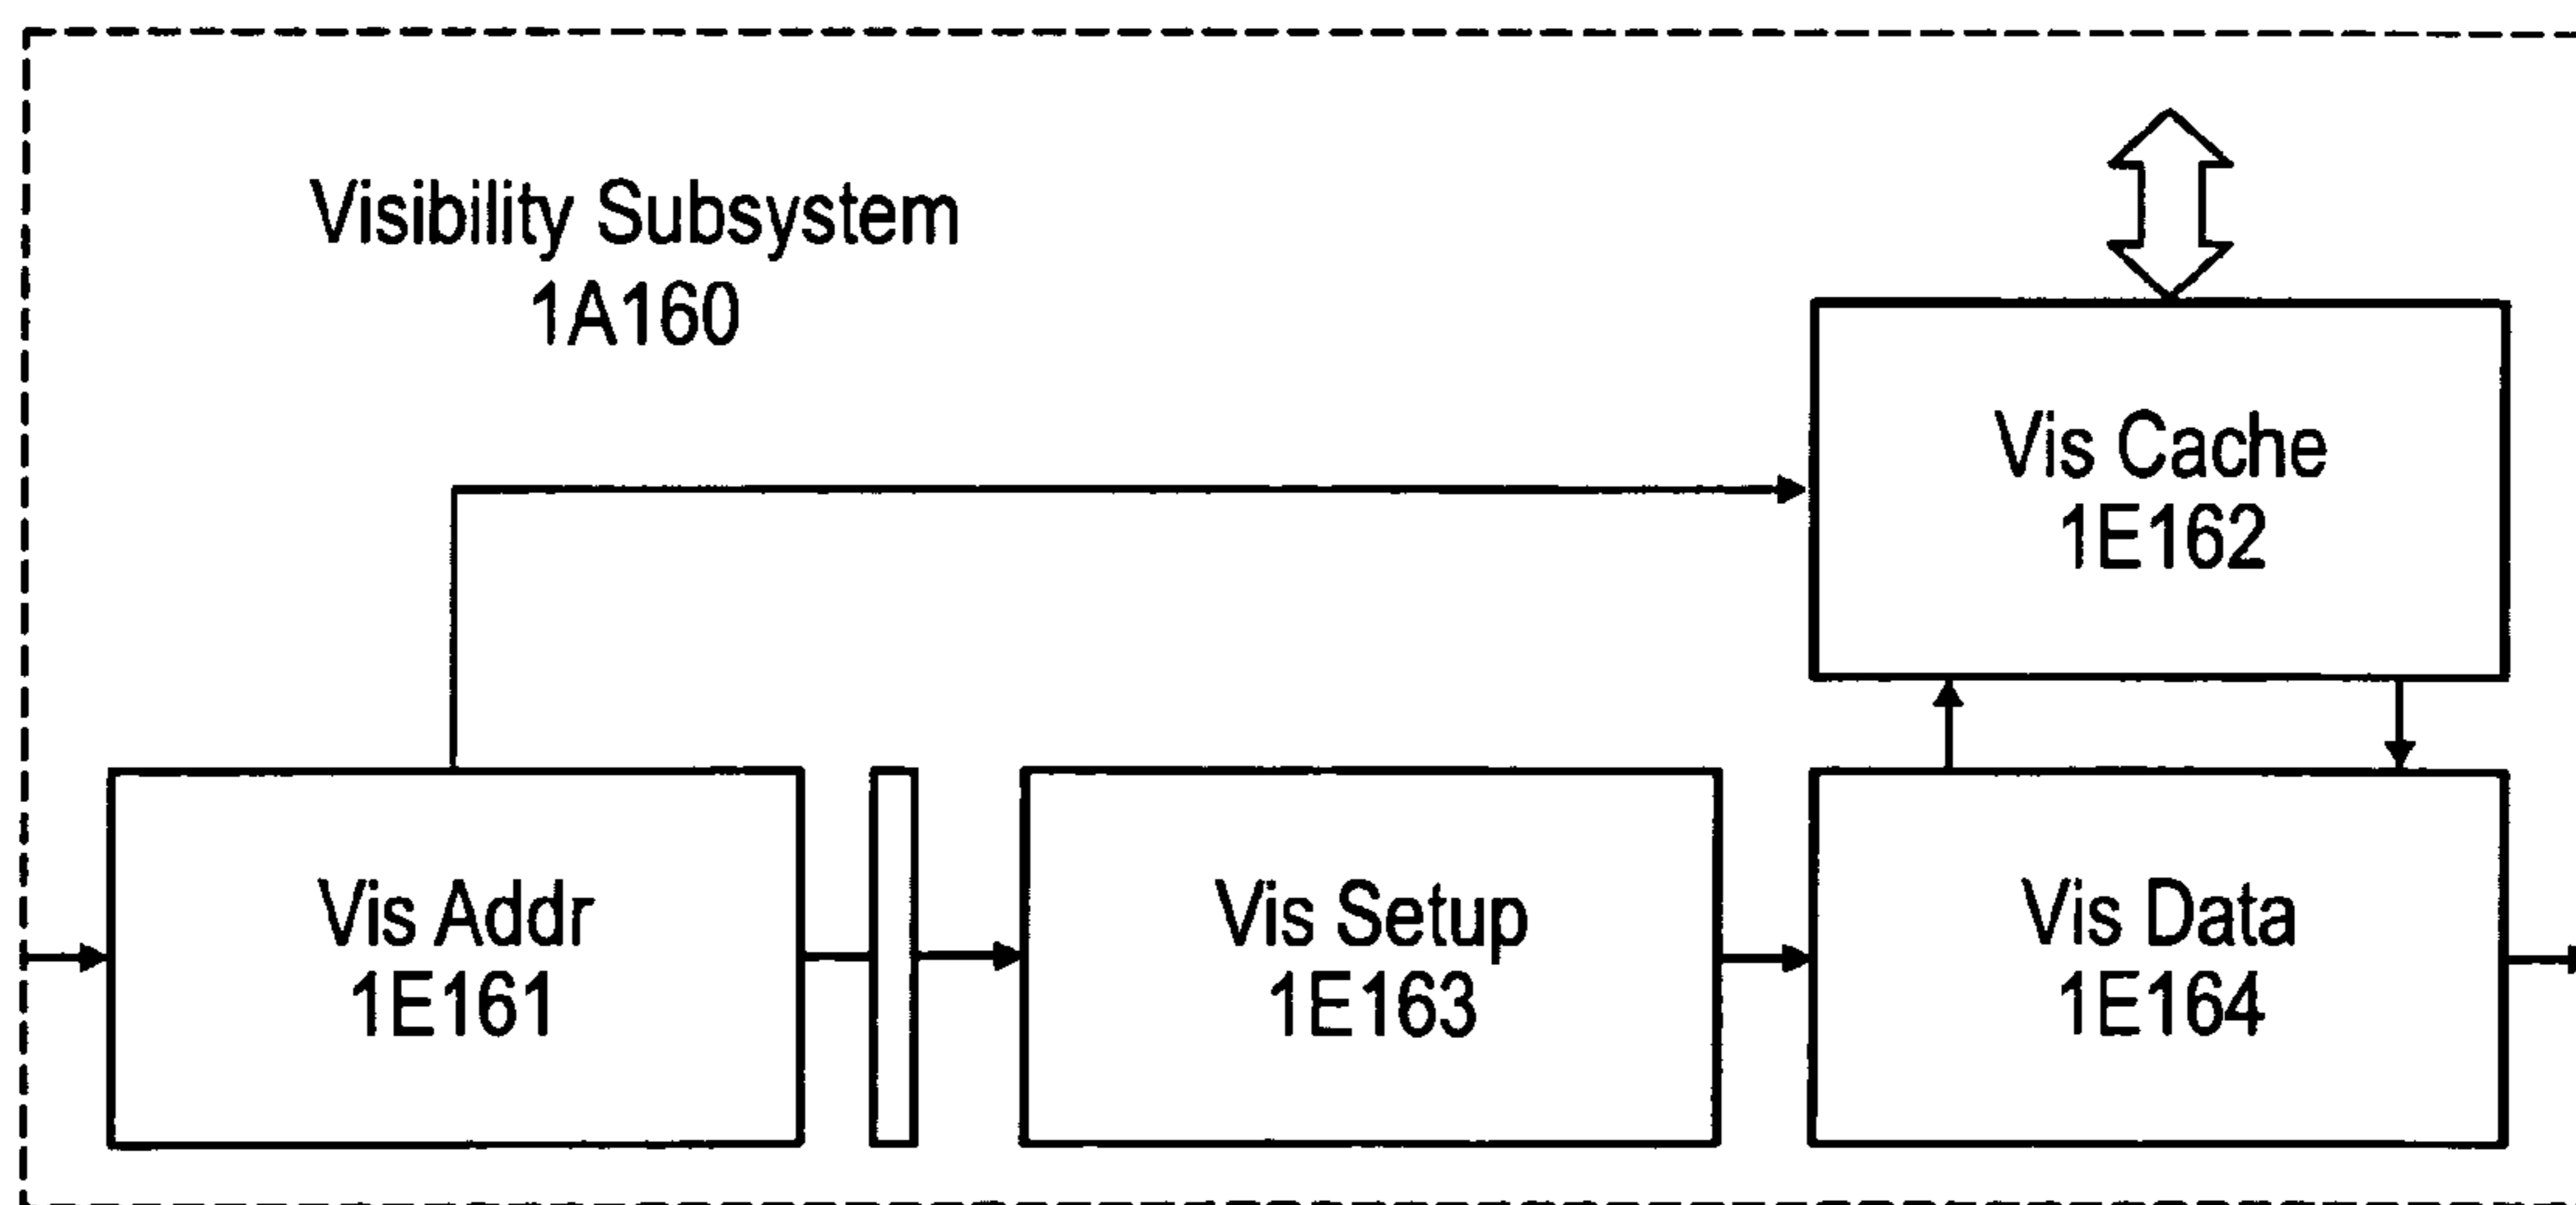 Visibility Subsystem
1A160
Vis Cache
1E162
Vis Addr
1E161
Vis Setup
1E163
Vis Data
1E164